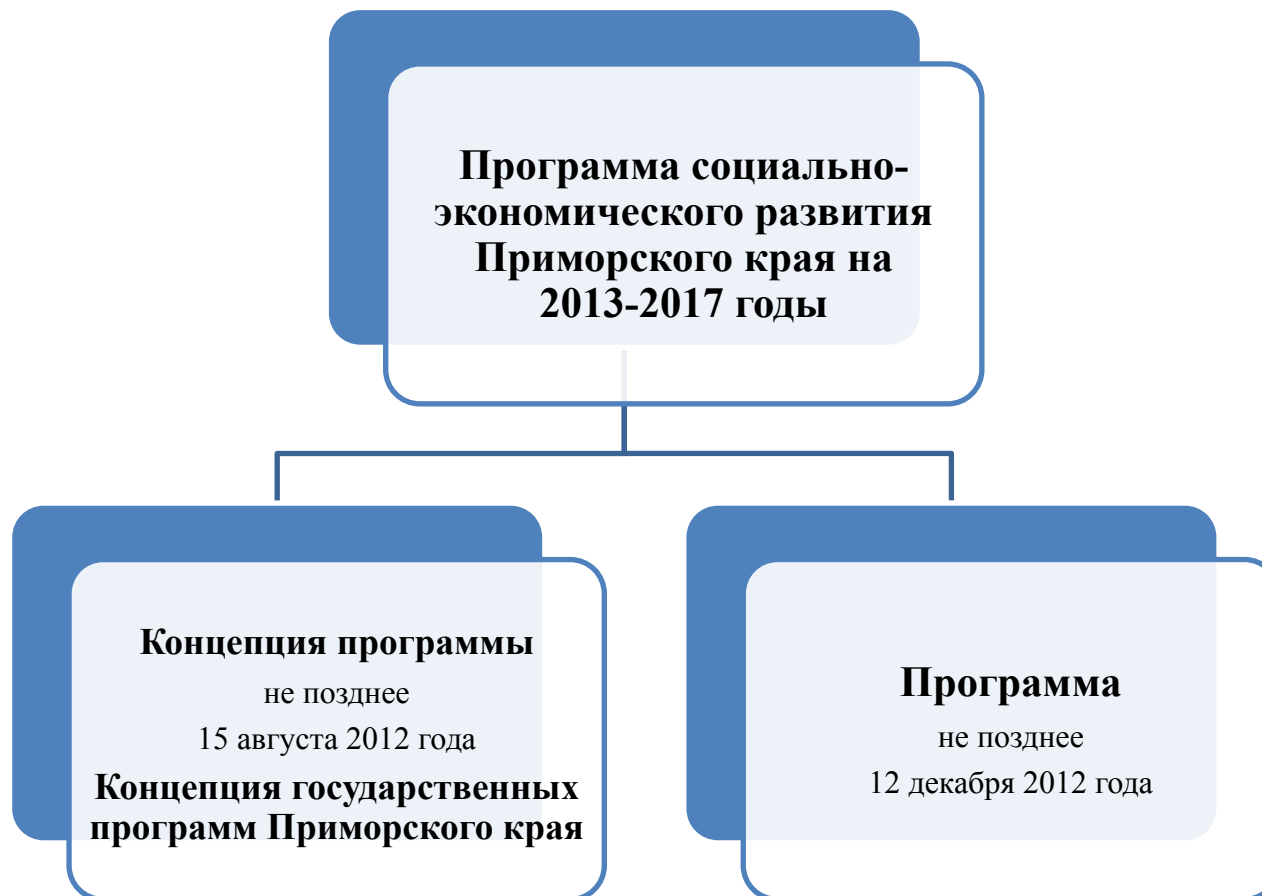 Программа социально-
экономического развития
Приморского края на
2013-2017 годы
Концепция программы
не позднее
15 августа 2012 года
Концепция государственных
программ Приморского края
Программа
не позднее
12 декабря 2012 года